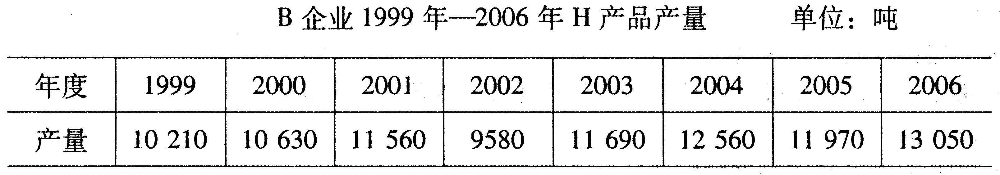 B 企业 1999 年—2006 年 H 产品产量 单位：吨
年度 1999 2000 2001 2002 2003 2004 2005 2006
产量 10 210 10 630 11 560 9580 11 690 12 560 11 970 13 050